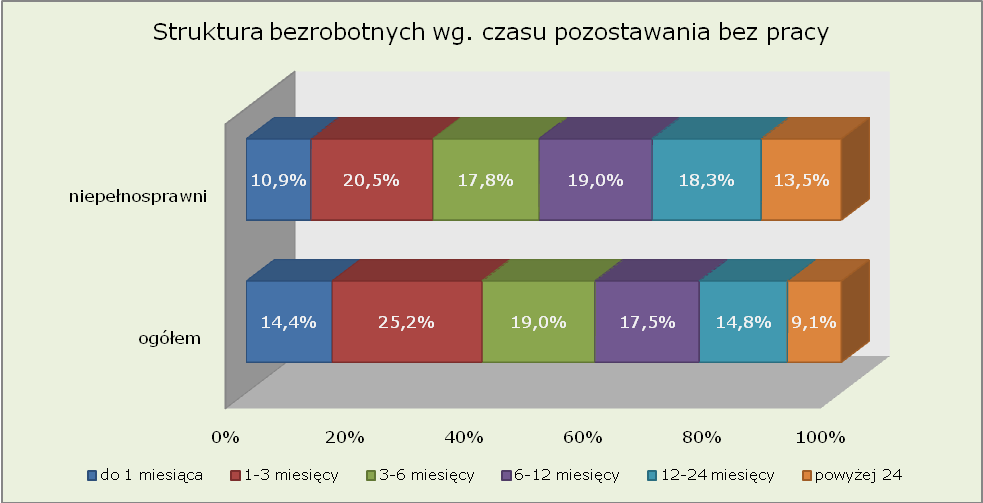 Struktura bezrobotnych wg. czasu pozostawania bez pracy
niepełnosprawni
10,9% 20,5% 17,8% 19,0% 18,3% 13,5%
ogółem
14,4% 25,2% 19,0% 17,5% 14,8% 9,1%
0% 20% 40% 60% 80% 100%
do 1 miesiąca 1-3 miesięcy 3-6 miesięcy 6-12 miesięcy 12-24 miesięcy powyżej 24